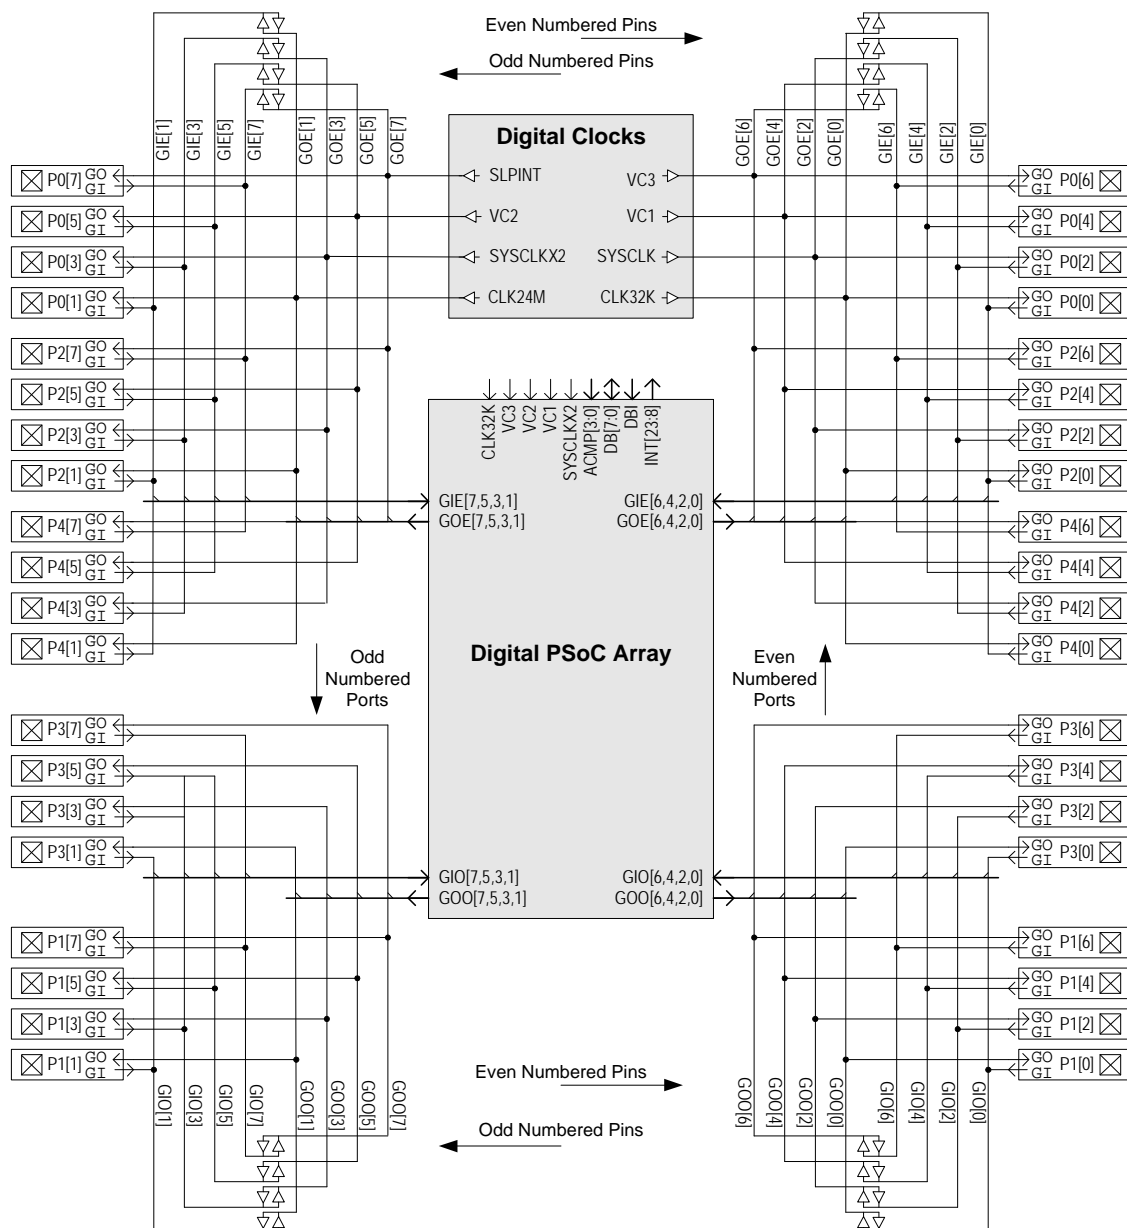 Even Numbered Pins
Odd Numbered Pins
GIE[1]
GIE[3]
GIE[5]
GIE[7]
GOE[1]
GOE[3]
GOE[5]
GOE[7]
GOE[6]
GOE[4]
GOE[2]
GOE[0]
GIE[6]
GIE[4]
GIE[2]
GIE[0]
Digital Clocks
SLPINT VC3
VC2 VC1
SYSCLKX2 SYSCLK
CLK24M CLK32K
P0[7] GO GI
P0[5] GO GI
P0[3] GO GI
P0[1] GO GI
P2[7] GO GI
P2[5] GO GI
P2[3] GO GI
P2[1] GO GI
P4[7] GO GI
P4[5] GO GI
P4[3] GO GI
P4[1] GO GI
GO GI P0[6]
GO GI P0[4]
GO GI P0[2]
GO GI P0[0]
GO GI P2[6]
GO GI P2[4]
GO GI P2[2]
GO GI P2[0]
GO GI P4[6]
GO GI P4[4]
GO GI P4[2]
GO GI P4[0]
CLK32K
VC3
VC2
VC1
SYSCLKX2
ACMP[3:0]
DB[7:0]
DBI
INT[23:8]
GIE[7,5,3,1] GIE[6,4,2,0]
GOE[7,5,3,1] GOE[6,4,2,0]
Digital PSoC Array
Odd
Numbered
Ports
Even
Numbered
Ports
P3[7] GO GI
P3[5] GO GI
P3[3] GO GI
P3[1] GO GI
GO GI P3[6]
GO GI P3[4]
GO GI P3[2]
GO GI P3[0]
GIO[7,5,3,1] GIO[6,4,2,0]
GOO[7,5,3,1] GOO[6,4,2,0]
P1[7] GO GI
P1[5] GO GI
P1[3] GO GI
P1[1] GO GI
GO GI P1[6]
GO GI P1[4]
GO GI P1[2]
GO GI P1[0]
GIO[1]
GIO[3]
GIO[5]
GIO[7]
GOO[1]
GOO[3]
GOO[5]
GOO[7]
GOO[6]
GOO[4]
GOO[2]
GOO[0]
GIO[6]
GIO[4]
GIO[2]
GIO[0]
Even Numbered Pins
Odd Numbered Pins